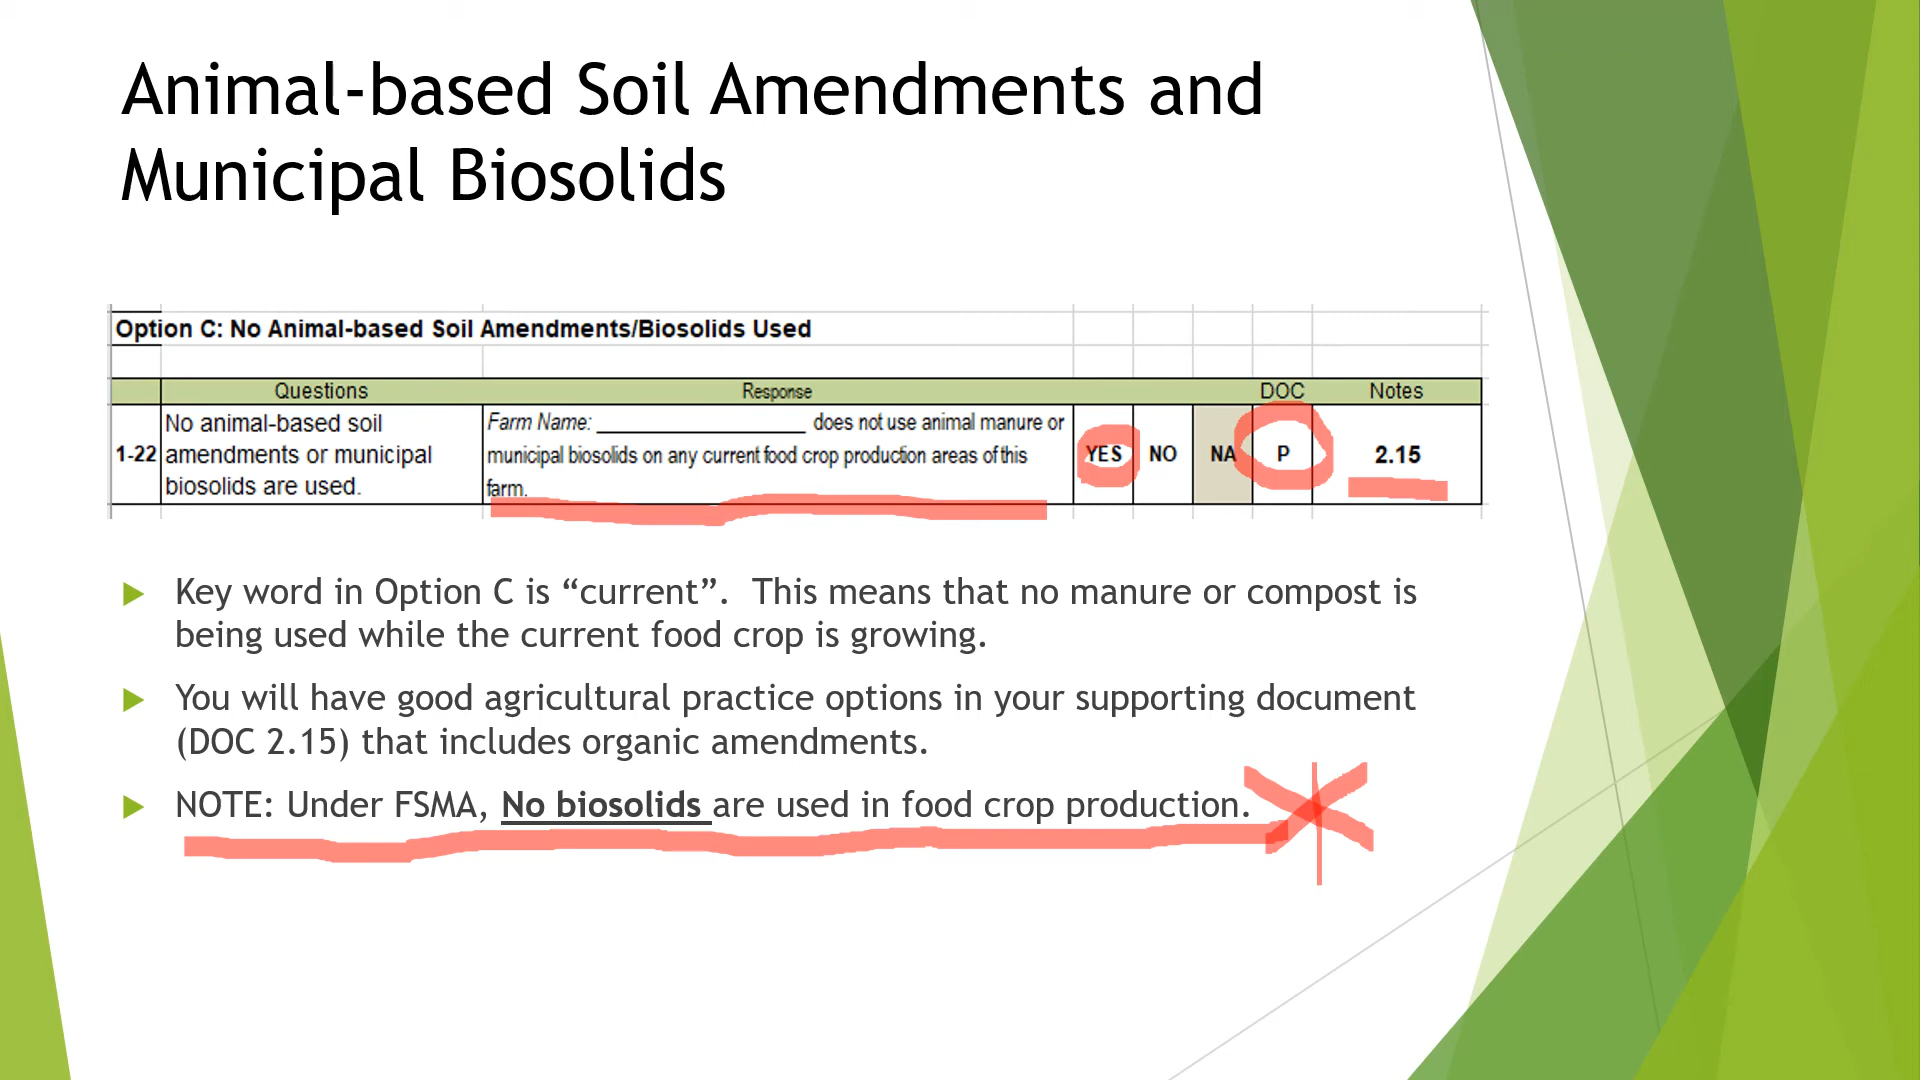 Animal-based Soil Amendments and
Municipal Biosolids
Option C: No Animal-based Soil Amendments/Biosolids Used
Questions Response DOC Notes
1-22 No animal-based soil amendments or municipal biosolids are used. Farm Name: ________________ does not use animal manure or municipal biosolids on any current food crop production areas of this farm. YES NO NA P 2.15
Key word in Option C is “current”. This means that no manure or compost is
being used while the current food crop is growing.
You will have good agricultural practice options in your supporting document
(DOC 2.15) that includes organic amendments.
NOTE: Under FSMA, No biosolids are used in food crop production.